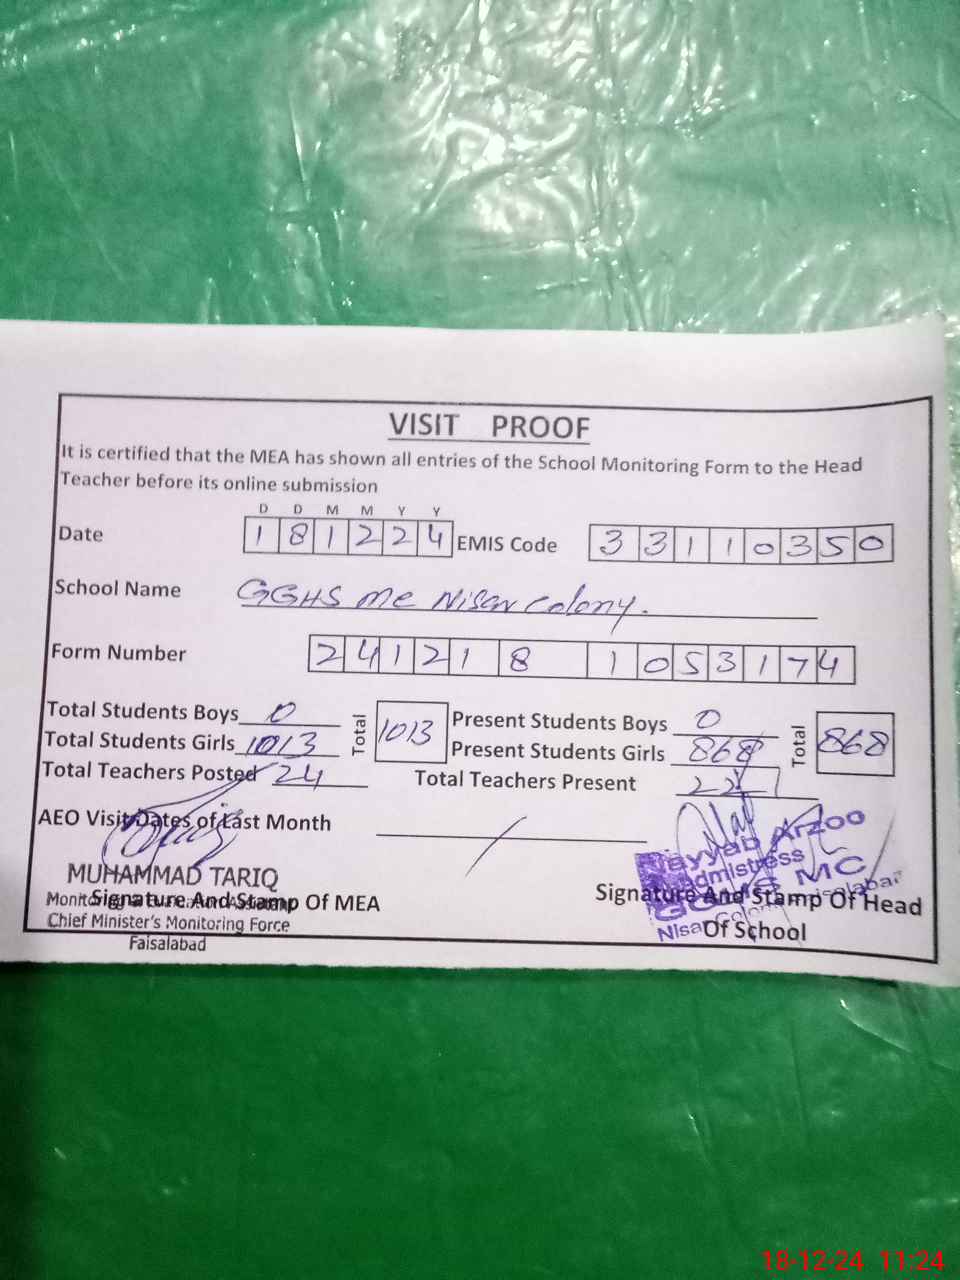 VISIT PROOF
It is certified that the MEA has shown all entries of the School Monitoring Form to the Head
Teacher before its online submission
D D M M Y Y
Date 1 8 1 2 2 4 EMIS Code 3 3 1 1 0 3 5 0
School Name GGHS MC Nisar Colony.
Form Number 2 4 1 2 1 8 1 0 5 3 1 7 4
Total Students Boys 0 Total 1013 Present Students Boys 0 Total 868
Total Students Girls 1013 Present Students Girls 868
Total Teachers Posted 24 Total Teachers Present 22
AEO Visit Dates of Last Month
MUHAMMAD TARIQ
Signature And Stamp Of MEA
Chief Minister's Monitoring Force
Faisalabad
Arzoo
MC
Signature And Stamp Of Head
Of School
18-12-24 11:24